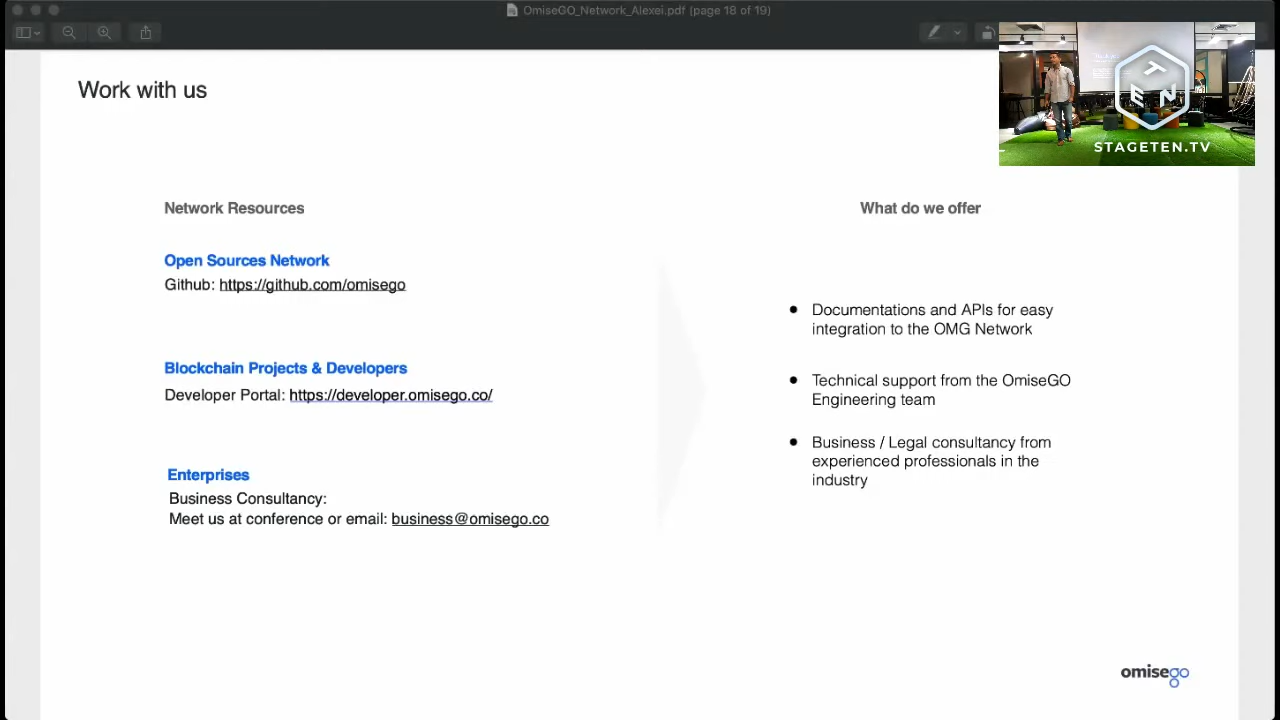 OmiseGO_Network_Alexei.pdf (page 18 of 19)
TEN
STAGETEN.TV
Work with us
Network Resources
Open Sources Network
Github: https://github.com/omisego
Blockchain Projects & Developers
Developer Portal: https://developer.omisego.co/
Enterprises
Business Consultancy:
Meet us at conference or email: business@omisego.co
What do we offer
● Documentations and APIs for easy
integration to the OMG Network
● Technical support from the OmiseGO
Engineering team
● Business / Legal consultancy from
experienced professionals in the
industry
omisego